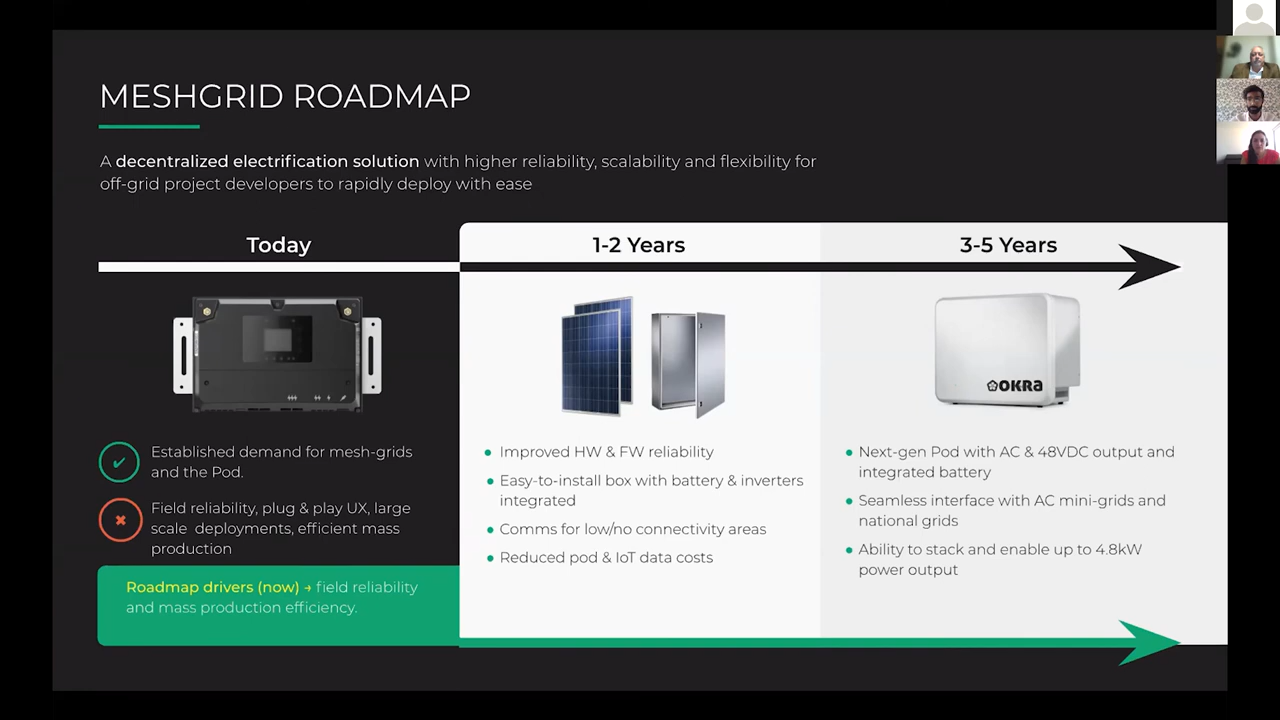 MESHGRID ROADMAP
A decentralized electrification solution with higher reliability, scalability and flexibility for
off-grid project developers to rapidly deploy with ease
Today
1-2 Years
3-5 Years
OKRA
Established demand for mesh-grids
and the Pod.
Field reliability, plug & play UX, large
scale deployments, efficient mass
production
Roadmap drivers (now) → field reliability
and mass production efficiency.
Improved HW & FW reliability
Easy-to-install box with battery & inverters
integrated
Comms for low/no connectivity areas
Reduced pod & IoT data costs
Next-gen Pod with AC & 48VDC output and
integrated battery
Seamless interface with AC mini-grids and
national grids
Ability to stack and enable up to 4.8kW
power output